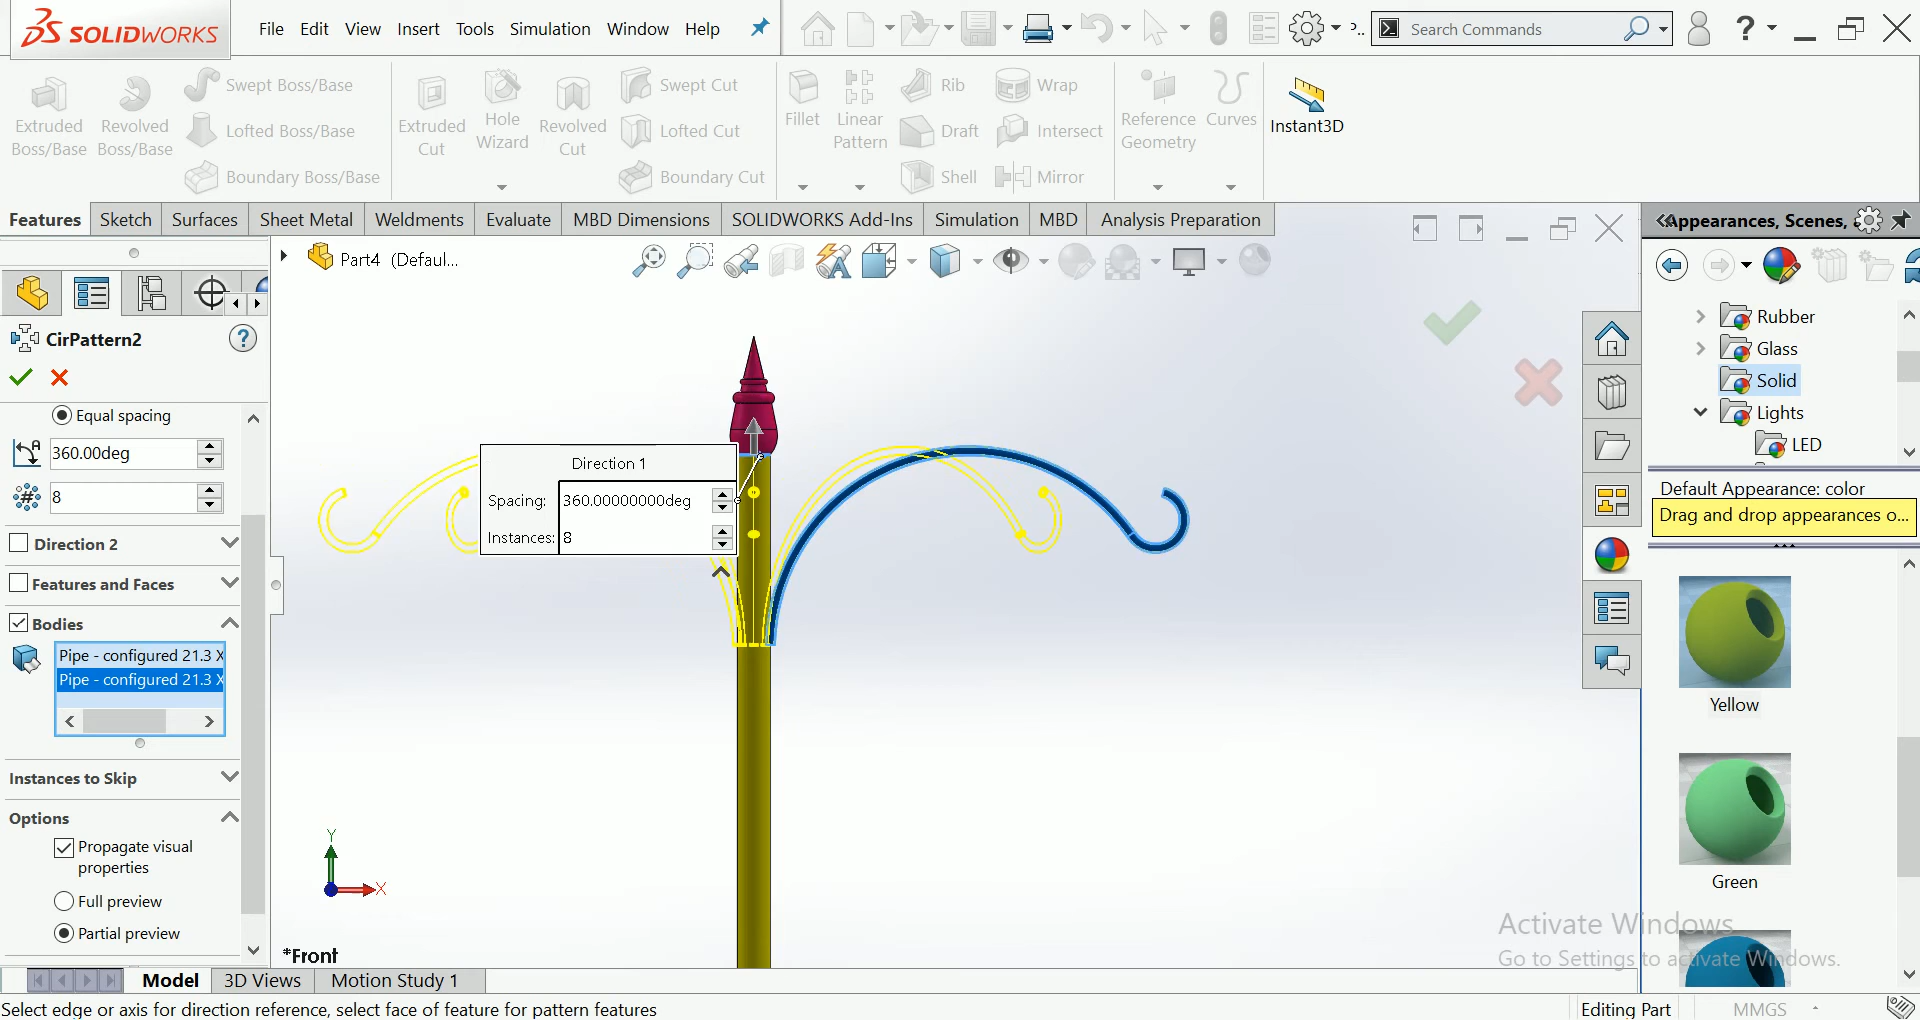 SOLIDWORKS
File Edit View Insert Tools Simulation Window Help
P..
Search Commands
?
Extruded Boss/Base
Revolved Boss/Base
Swept Boss/Base
Lofted Boss/Base
Boundary Boss/Base
Extruded Cut
Hole Wizard
Revolved Cut
Swept Cut
Lofted Cut
Boundary Cut
Fillet
Linear Pattern
Rib
Draft
Shell
Wrap
Intersect
Mirror
Reference Geometry
Curves
Instant3D
Features Sketch Surfaces Sheet Metal Weldments Evaluate MBD Dimensions SOLIDWORKS Add-Ins Simulation MBD Analysis Preparation
Part4 (Defaul...
CirPattern2
?
Equal spacing
360.00deg
8
Direction 2
Features and Faces
Bodies
Pipe - configured 21.3 X
Pipe - configured 21.3 X
Instances to Skip
Options
Propagate visual
properties
Full preview
Partial preview
Direction 1
Spacing: 360.00000000deg
Instances: 8
Y
X
*Front
Appearances, Scenes,
Rubber
Glass
Solid
Lights
LED
Default Appearance: color
Drag and drop appearances o...
Yellow
Green
Activate Windows
Go to Settings to activate Windows.
Model 3D Views Motion Study 1
Select edge or axis for direction reference, select face of feature for pattern features
Editing Part
MMGS